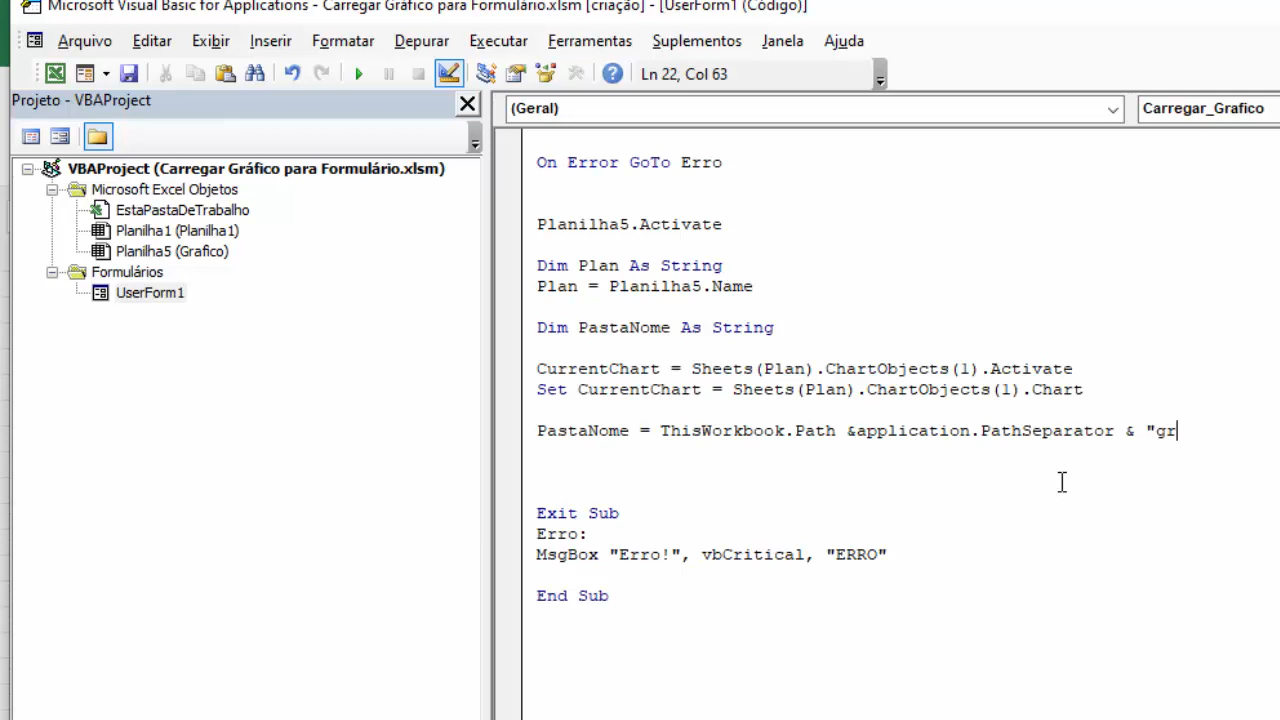 Microsoft Visual Basic for Applications - Carregar Gráfico para Formulário.xlsm [criação] - [UserForm1 (Código)]
Arquivo Editar Exibir Inserir Formatar Depurar Executar Ferramentas Suplementos Janela Ajuda
Ln 22, Col 63
Projeto - VBAProject
(Geral)
Carregar_Grafico
VBAProject (Carregar Gráfico para Formulário.xlsm)
Microsoft Excel Objetos
EstaPastaDeTrabalho
Planilha1 (Planilha1)
Planilha5 (Grafico)
Formulários
UserForm1
On Error GoTo Erro
Planilha5.Activate
Dim Plan As String
Plan = Planilha5.Name
Dim PastaNome As String
CurrentChart = Sheets(Plan).ChartObjects(1).Activate
Set CurrentChart = Sheets(Plan).ChartObjects(1).Chart
PastaNome = ThisWorkbook.Path &application.PathSeparator & "gr
Exit Sub
Erro:
MsgBox "Erro!", vbCritical, "ERRO"
End Sub